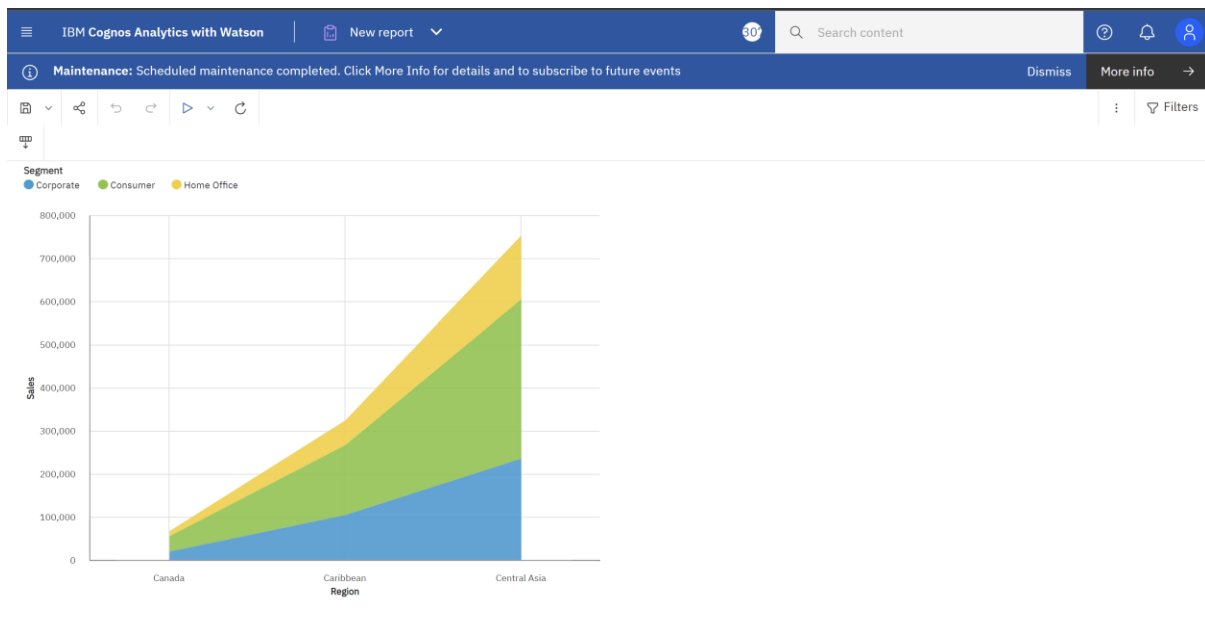 IBM Cognos Analytics with Watson
New report
Search content
Maintenance: Scheduled maintenance completed. Click More Info for details and to subscribe to future events
Dismiss
More info
Filters
Segment
Corporate
Consumer
Home Office
800,000
700,000
600,000
500,000
400,000
300,000
200,000
100,000
0
Sales
Canada
Caribbean
Central Asia
Region